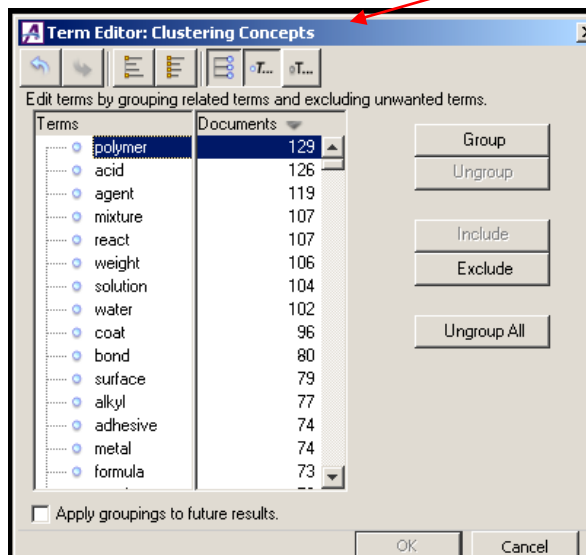 Term Editor: Clustering Concepts
T... T...
Edit terms by grouping related terms and excluding unwanted terms.
Terms Documents
polymer 129
acid 126
agent 119
mixture 107
react 107
weight 106
solution 104
water 102
coat 96
bond 80
surface 79
alkyl 77
adhesive 74
metal 74
formula 73
Group
Ungroup
Include
Exclude
Ungroup All
Apply groupings to future results.
OK Cancel